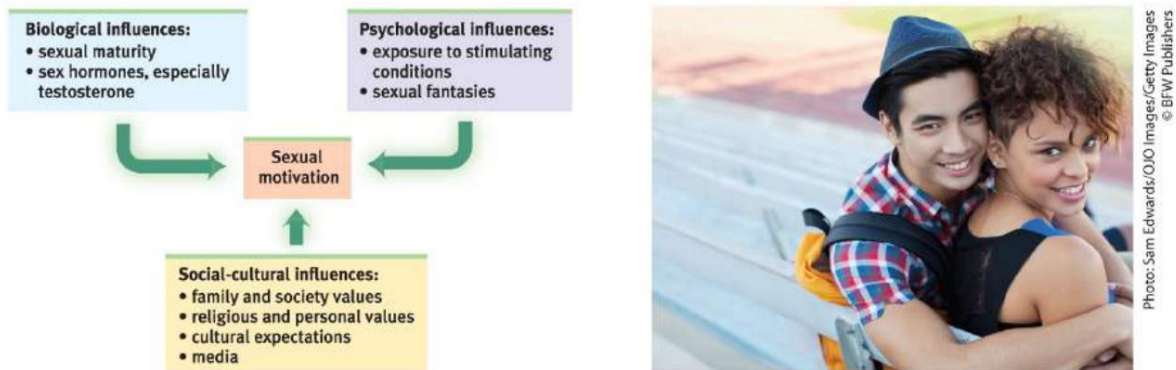 Biological influences:
• sexual maturity
• sex hormones, especially
testosterone
Psychological influences:
• exposure to stimulating
conditions
• sexual fantasies
Sexual
motivation
Social-cultural influences:
• family and society values
• religious and personal values
• cultural expectations
• media
Photo: Sam Edwards/OJO Images/Getty Images
© BFW Publishers